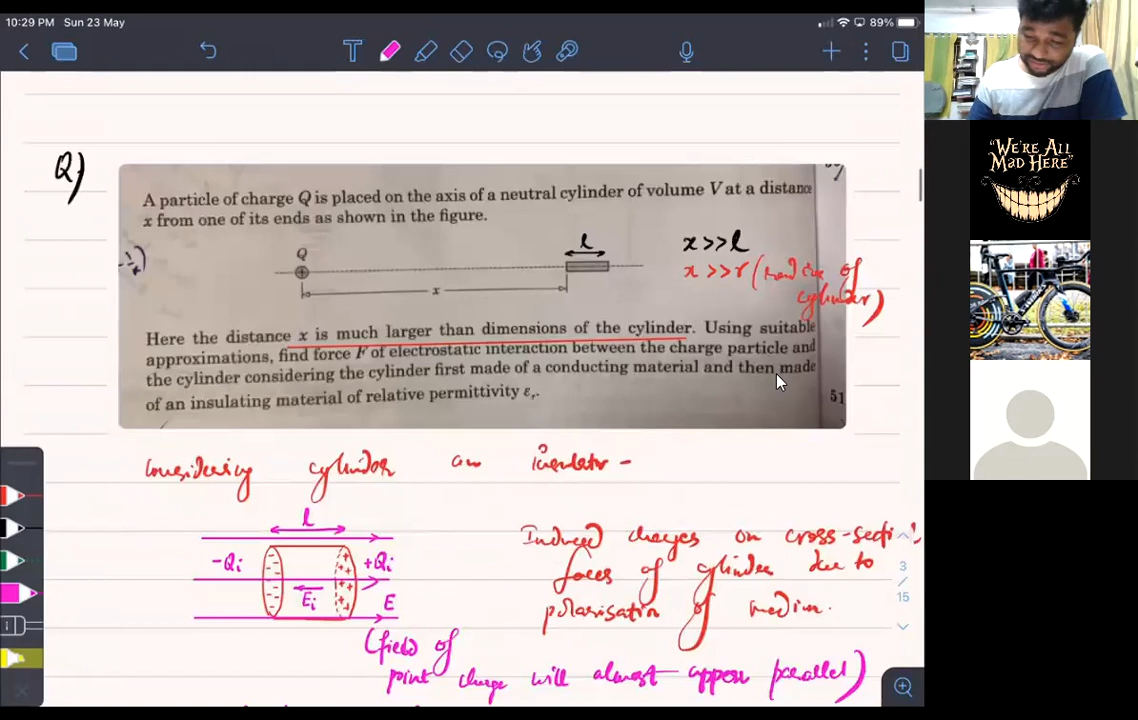 10:29 PM Sun 23 May
89%
Q)
A particle of charge Q is placed on the axis of a neutral cylinder of volume V at a distance
x from one of its ends as shown in the figure.
Q
l
x
x>>l
x>>r (radius of
cylinder)
Here the distance x is much larger than dimensions of the cylinder. Using suitable
approximations, find force F of electrostatic interaction between the charge particle and
the cylinder considering the cylinder first made of a conducting material and then made
of an insulating material of relative permittivity εr.
51
considering cylinder an insulator -
l
-Qi
+Qi
Ei
E
Induced charges on cross-secti
faces of cylinder due to
polarisation of medium.
(field of
point charge will almost appear parallel)
3
/
15
"WE'RE ALL
MAD HERE"